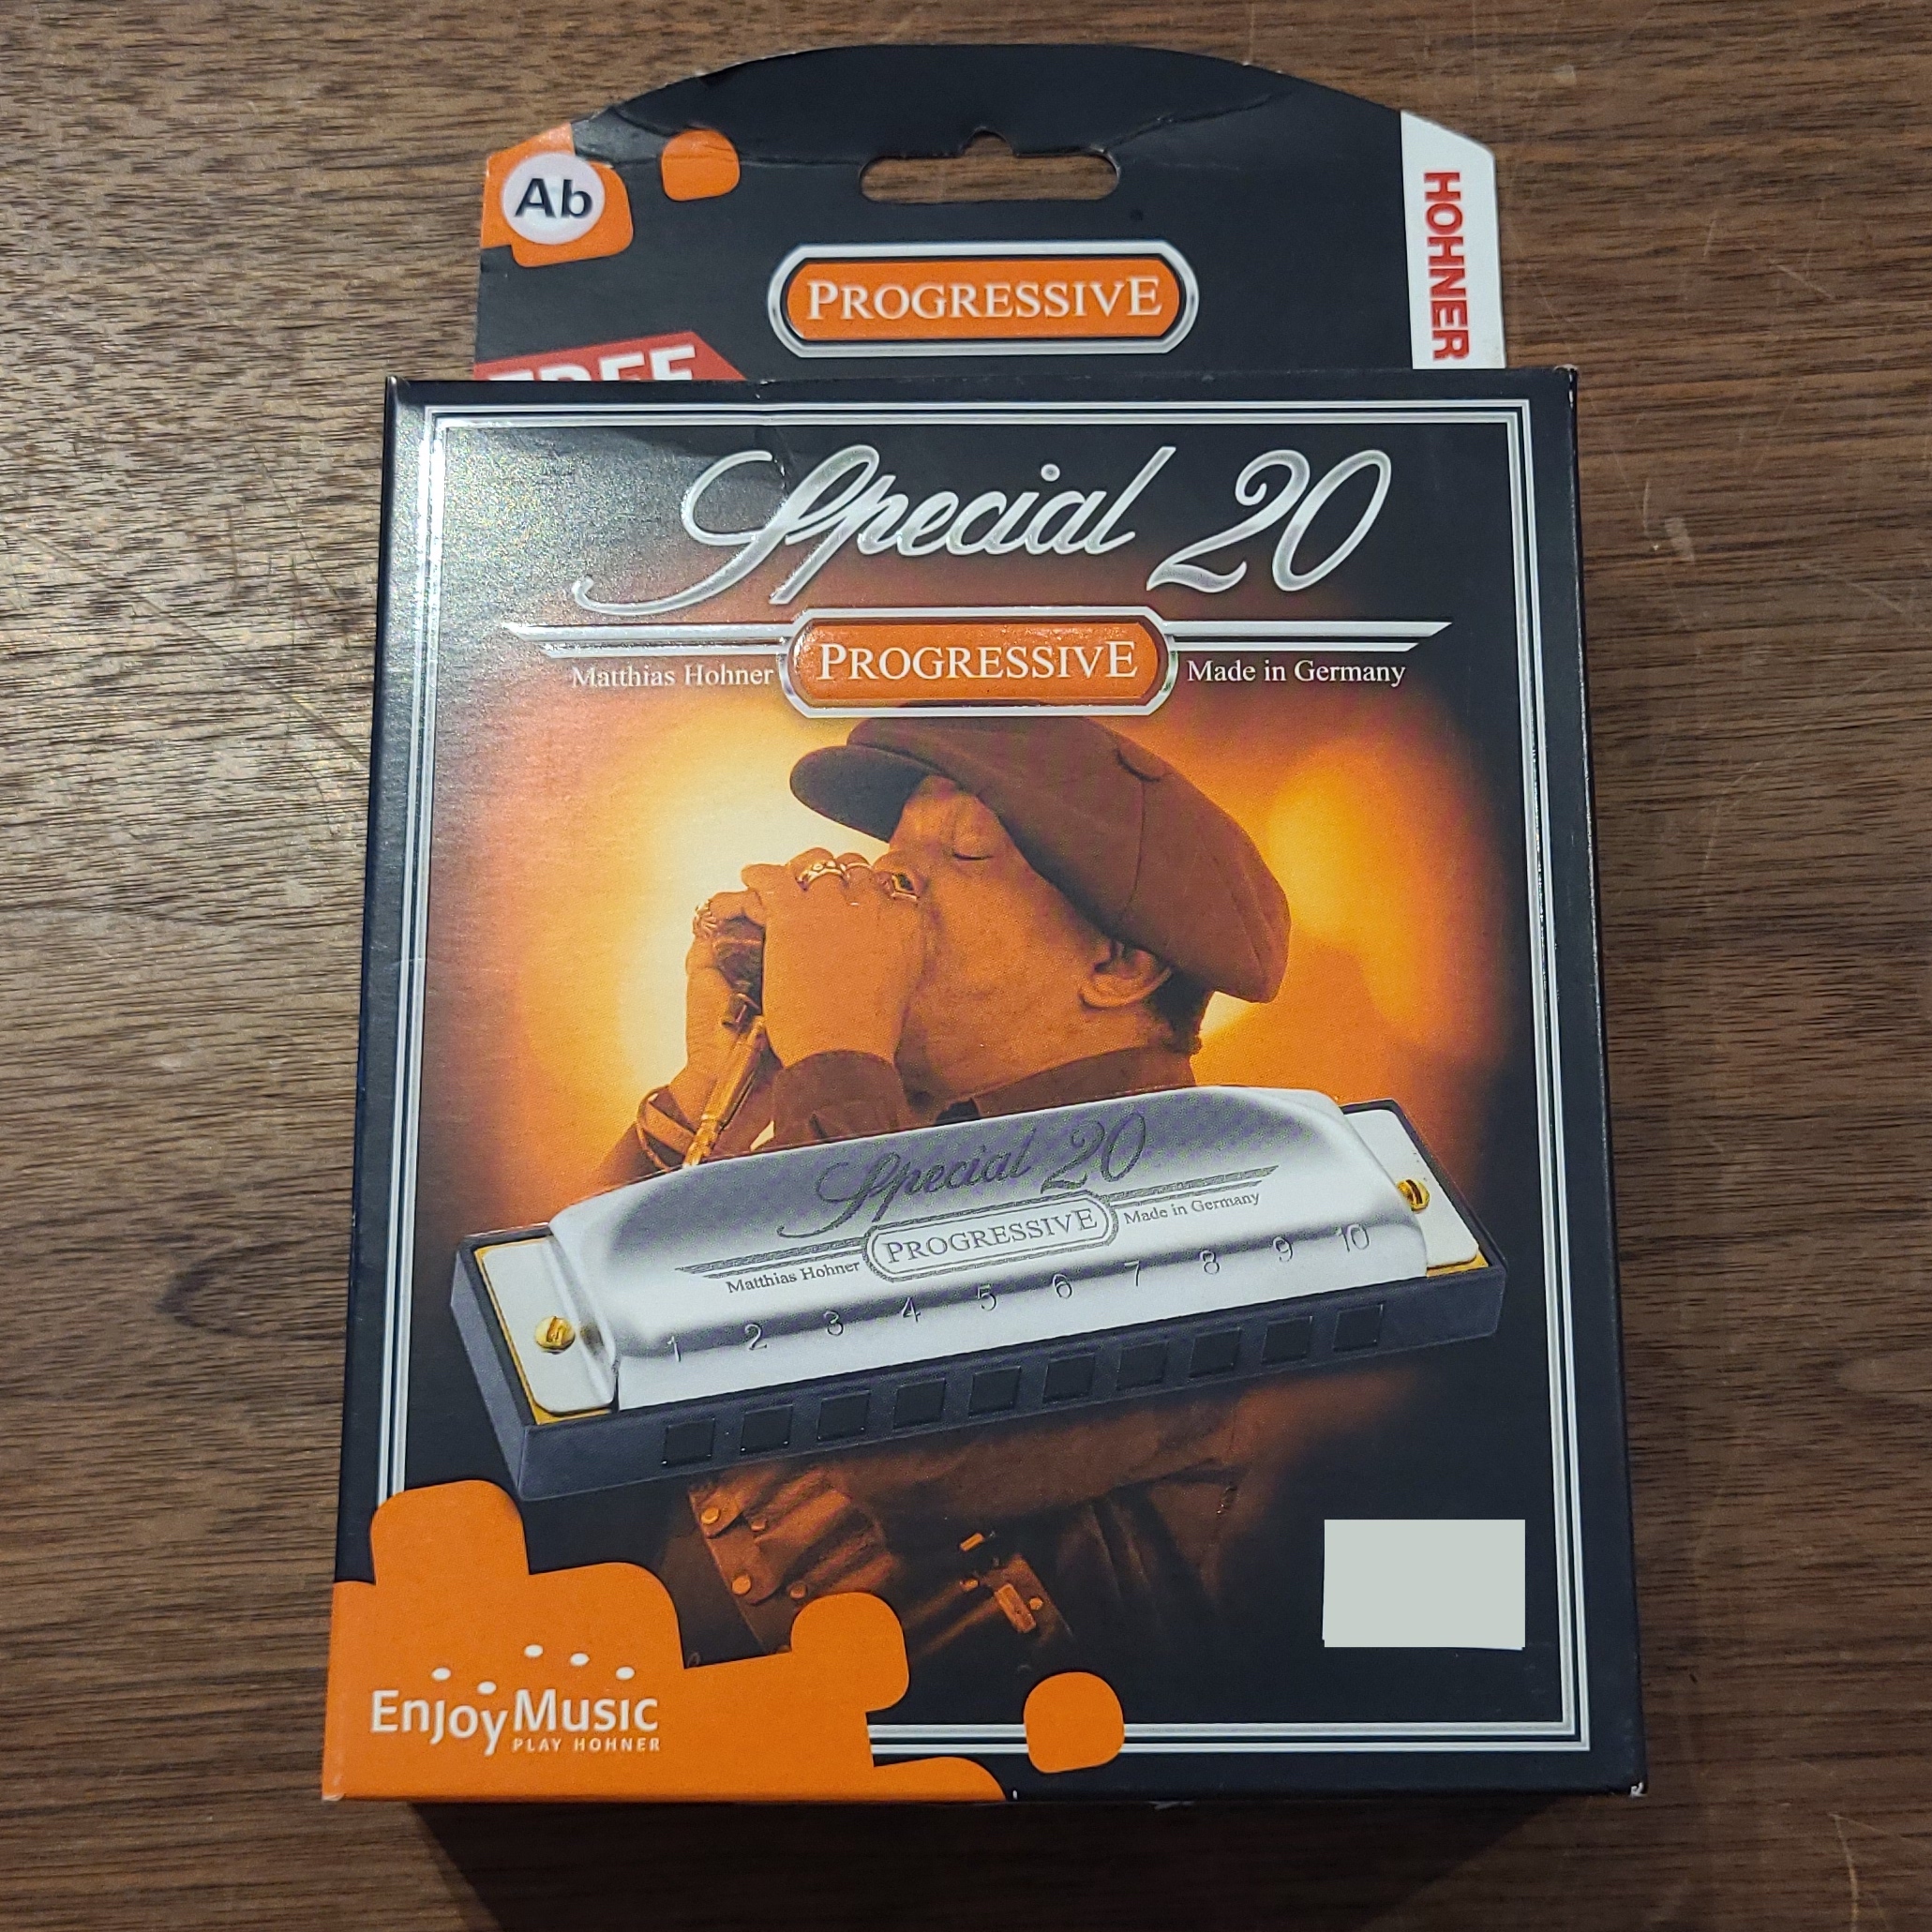 Ab
HOHNER
PROGRESSIVE
FREE
Special 20
Matthias Hohner PROGRESSIVE Made in Germany
Special 20
Matthias Hohner PROGRESSIVE Made in Germany
1 2 3 4 5 6 7 8 9 10
EnjoyMusic
PLAY HOHNER